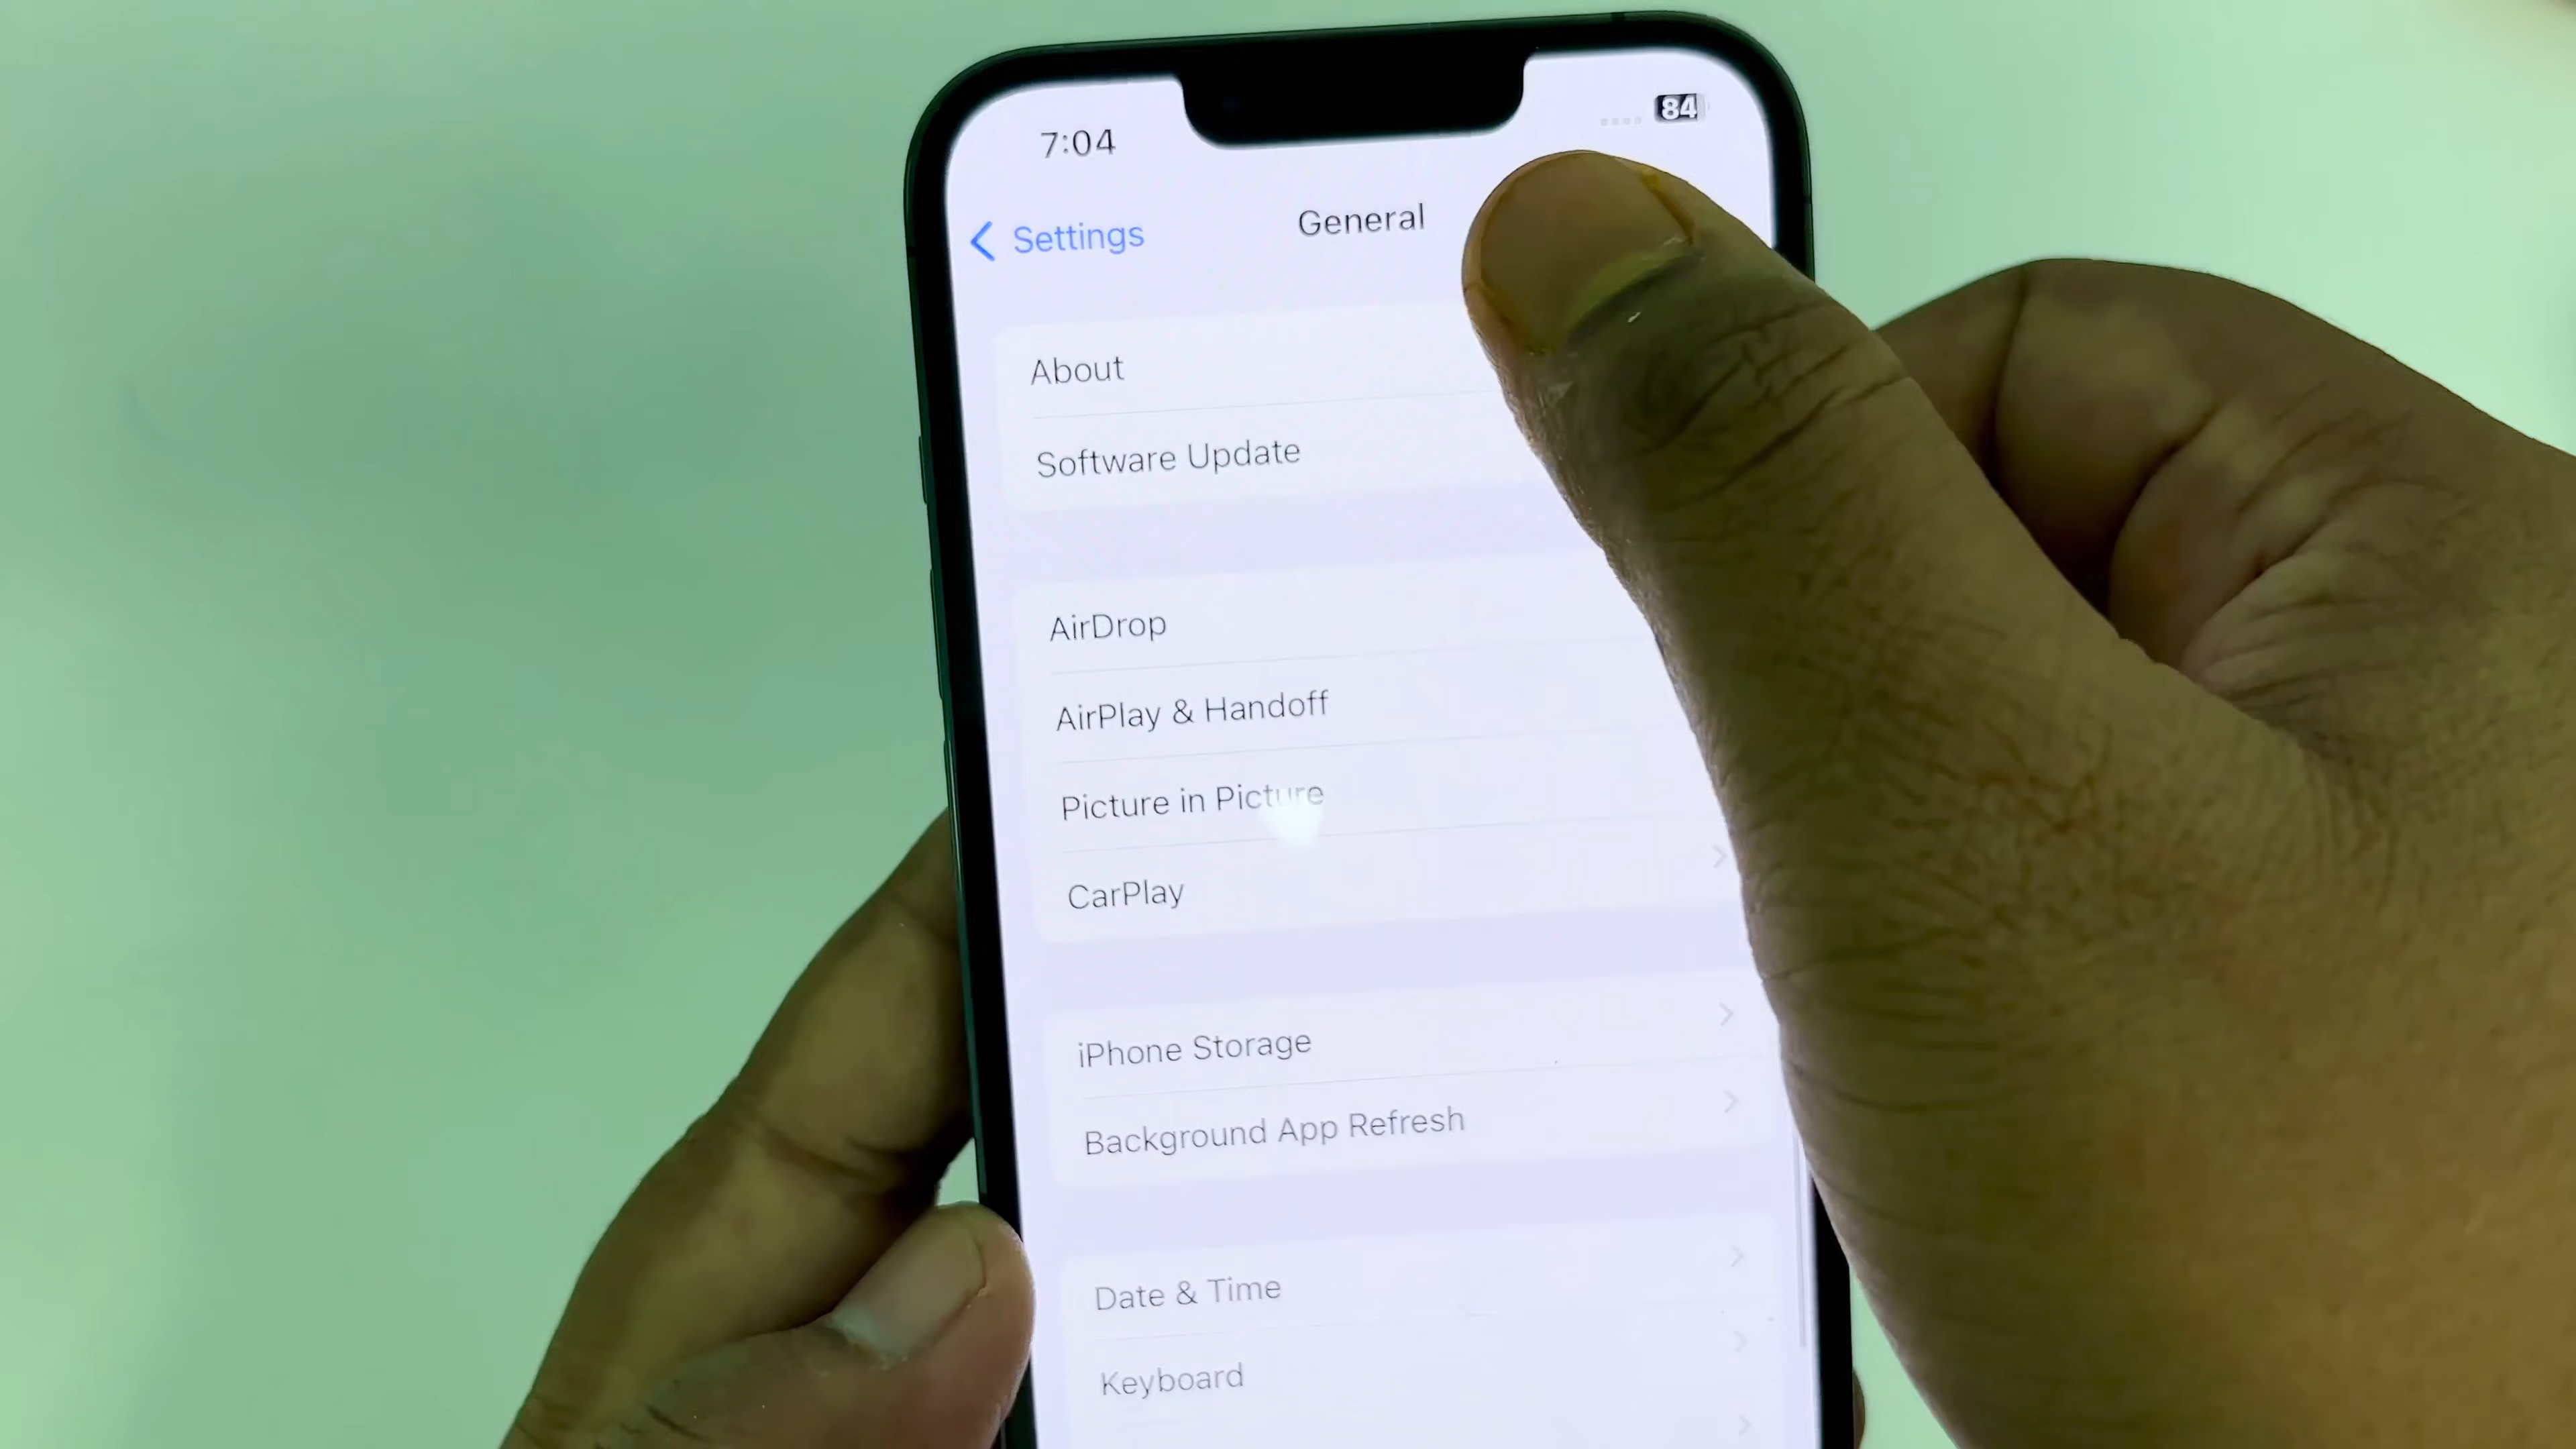 7:04
84
Settings
General
About
Software Update
AirDrop
AirPlay & Handoff
Picture in Picture
CarPlay
iPhone Storage
Background App Refresh
Date & Time
Keyboard